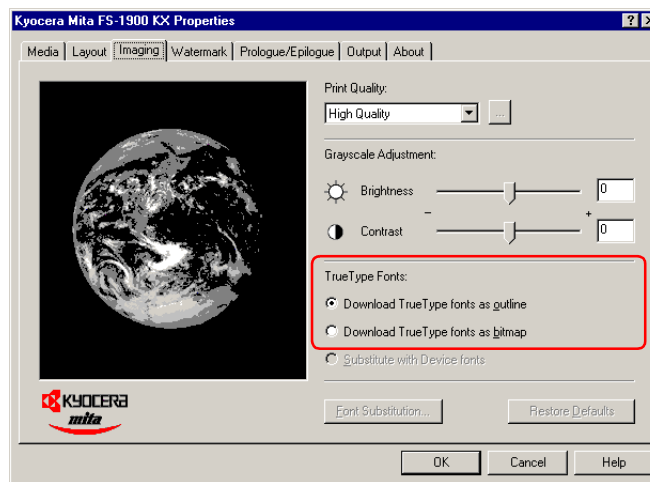 Kyocera Mita FS-1900 KX Properties
Media Layout Imaging Watermark Prologue/Epilogue Output About
Print Quality:
High Quality ...
Grayscale Adjustment:
Brightness 0
− +
Contrast 0
TrueType Fonts:
Download TrueType fonts as outline
Download TrueType fonts as bitmap
Substitute with Device fonts
KYOCERA
mita
Font Substitution... Restore Defaults
OK Cancel Help